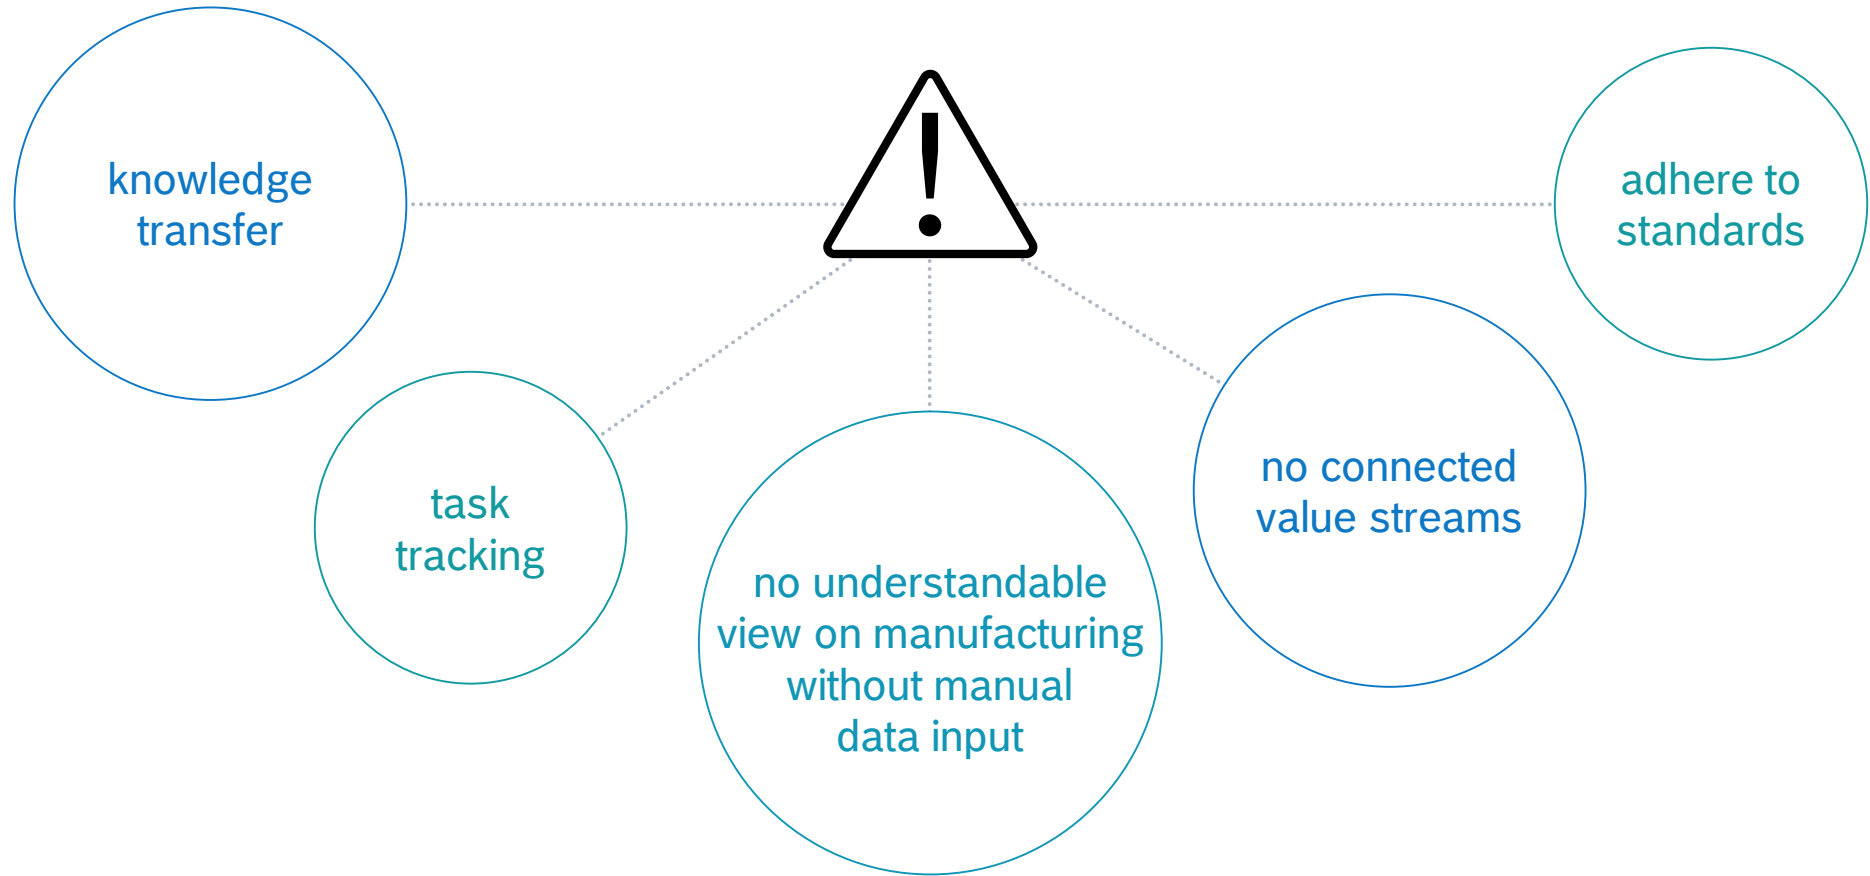 knowledge
transfer
task
tracking
no understandable
view on manufacturing
without manual
data input
no connected
value streams
adhere to
standards